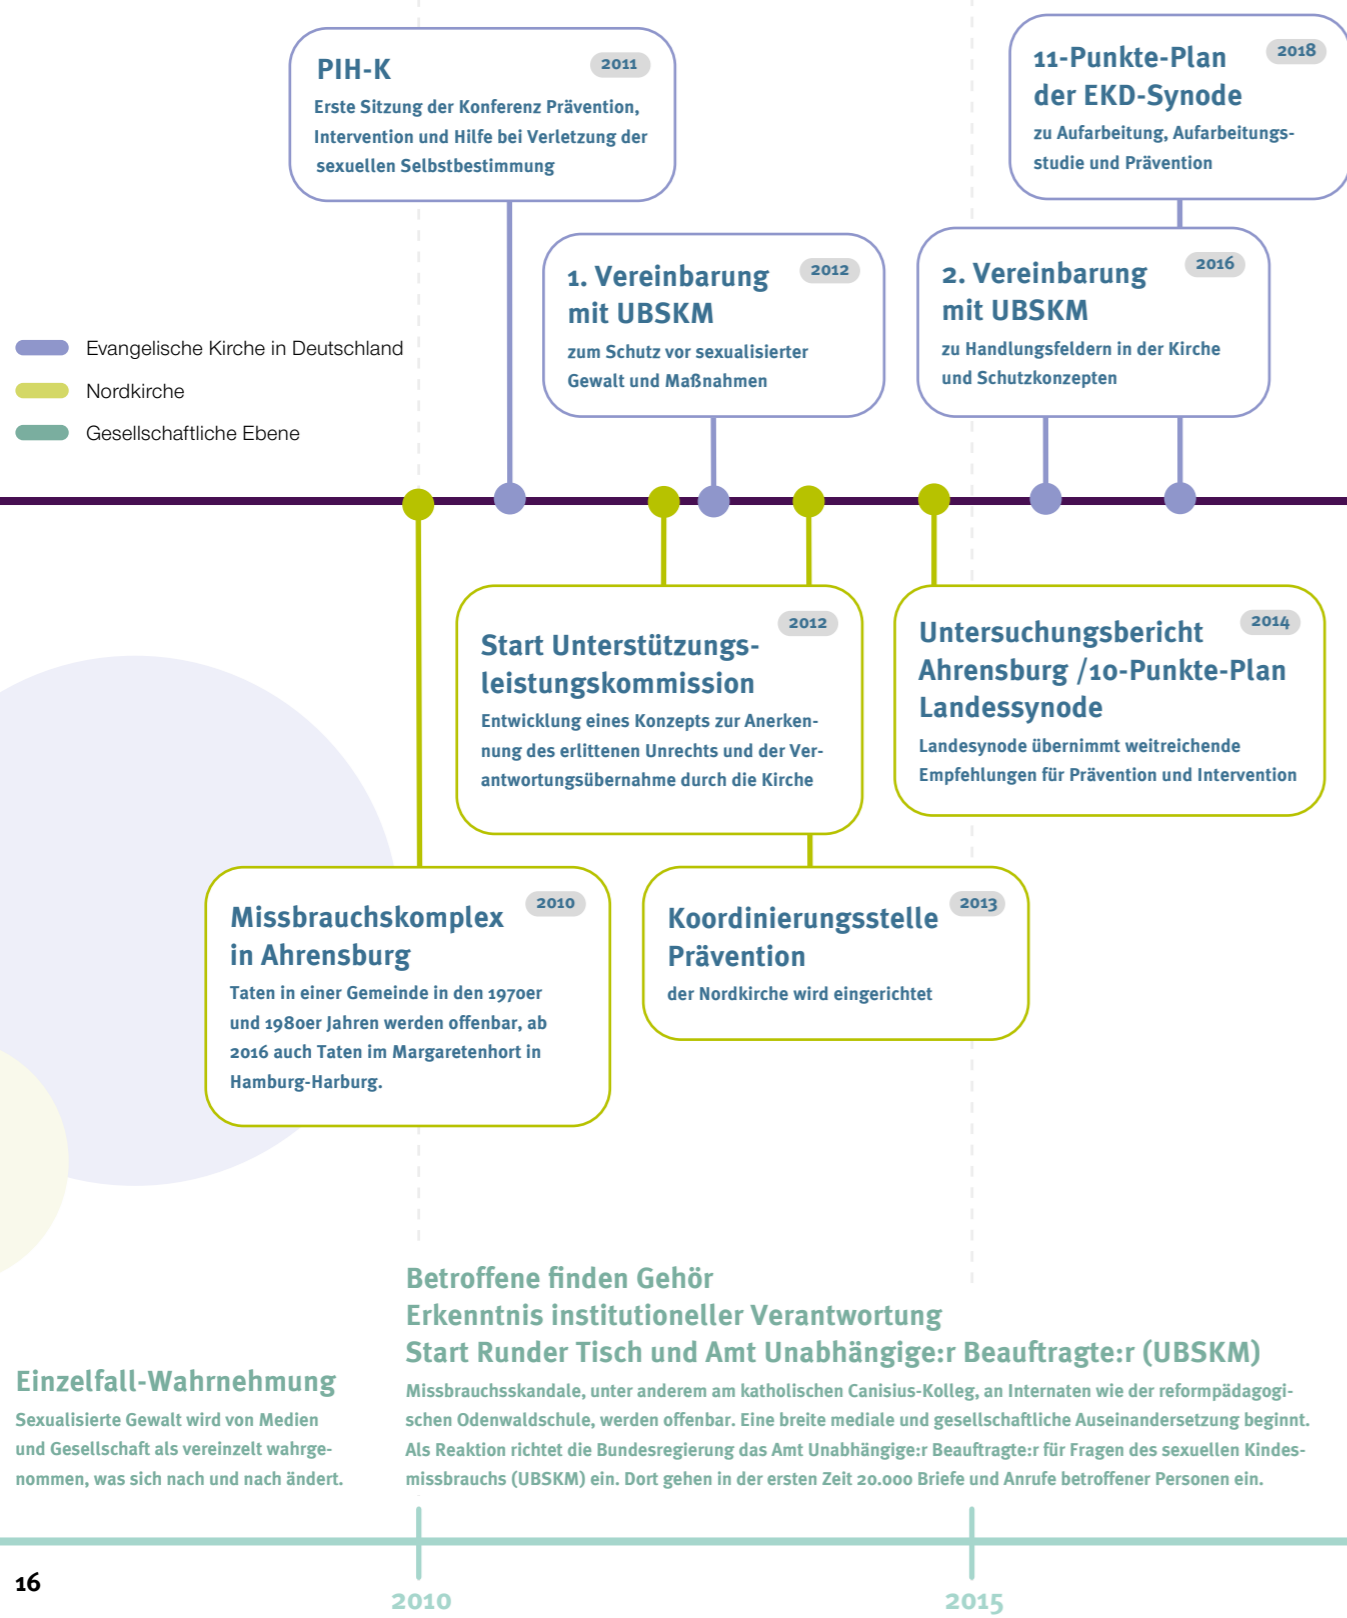 PIH-K
2011
Erste Sitzung der Konferenz Prävention,
Intervention und Hilfe bei Verletzung der
sexuellen Selbstbestimmung
11-Punkte-Plan
der EKD-Synode
2018
zu Aufarbeitung, Aufarbeitungs-
studie und Prävention
1. Vereinbarung
mit UBSKM
2012
zum Schutz vor sexualisierter
Gewalt und Maßnahmen
2. Vereinbarung
mit UBSKM
2016
zu Handlungsfeldern in der Kirche
und Schutzkonzepten
Evangelische Kirche in Deutschland
Nordkirche
Gesellschaftliche Ebene
Start Unterstützungs-
leistungskommission
2012
Entwicklung eines Konzepts zur Anerken-
nung des erlittenen Unrechts und der Ver-
antwortungsübernahme durch die Kirche
Untersuchungsbericht
Ahrensburg /10-Punkte-Plan
Landessynode
2014
Landesynode übernimmt weitreichende
Empfehlungen für Prävention und Intervention
Missbrauchskomplex
in Ahrensburg
2010
Taten in einer Gemeinde in den 1970er
und 1980er Jahren werden offenbar, ab
2016 auch Taten im Margaretenhort in
Hamburg-Harburg.
Koordinierungsstelle
Prävention
2013
der Nordkirche wird eingerichtet
Einzelfall-Wahrnehmung
Sexualisierte Gewalt wird von Medien
und Gesellschaft als vereinzelt wahrge-
nommen, was sich nach und nach ändert.
Betroffene finden Gehör
Erkenntnis institutioneller Verantwortung
Start Runder Tisch und Amt Unabhängige:r Beauftragte:r (UBSKM)
Missbrauchsskandale, unter anderem am katholischen Canisius-Kolleg, an Internaten wie der reformpädagogi-
schen Odenwaldschule, werden offenbar. Eine breite mediale und gesellschaftliche Auseinandersetzung beginnt.
Als Reaktion richtet die Bundesregierung das Amt Unabhängige:r Beauftragte:r für Fragen des sexuellen Kindes-
missbrauchs (UBSKM) ein. Dort gehen in der ersten Zeit 20.000 Briefe und Anrufe betroffener Personen ein.
16
2010
2015